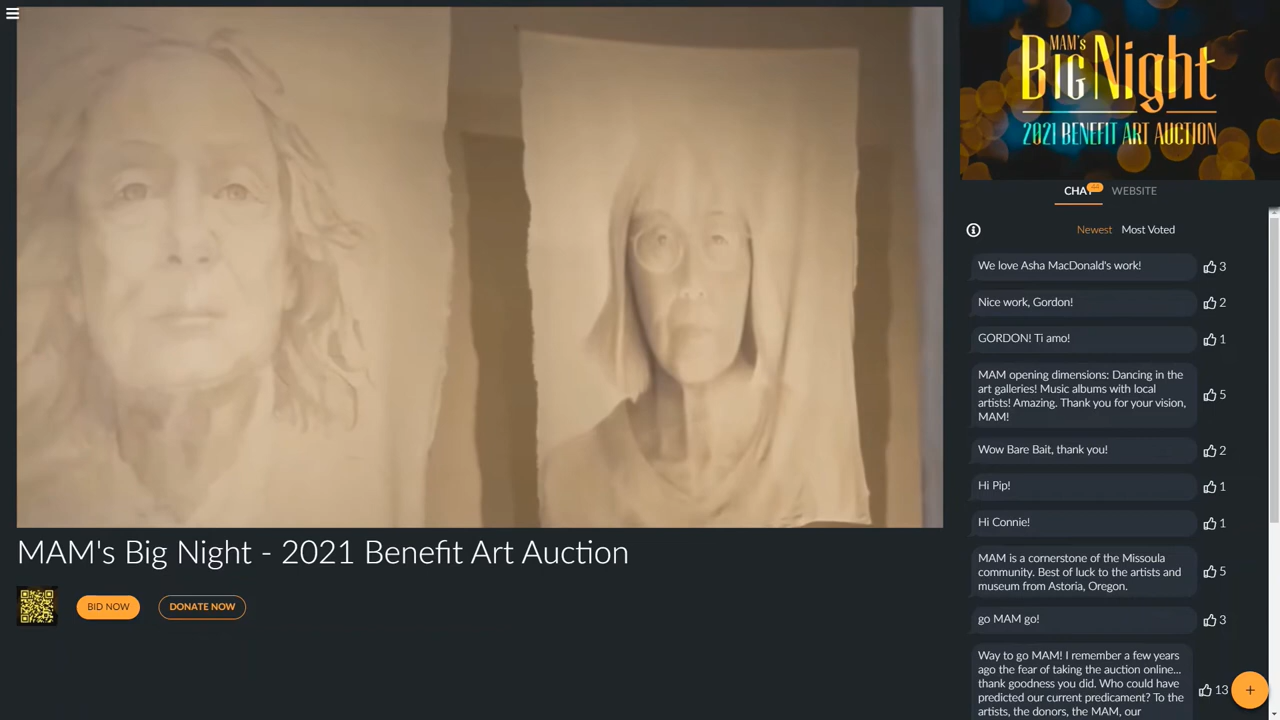 MAM's
Big Night
2021 BENEFIT ART AUCTION
CHAT
WEBSITE
Newest Most Voted
We love Asha MacDonald's work!
3
Nice work, Gordon!
2
GORDON! Ti amo!
1
MAM opening dimensions: Dancing in the
art galleries! Music albums with local
artists! Amazing. Thank you for your vision,
MAM!
5
Wow Bare Bait, thank you!
2
Hi Pip!
1
Hi Connie!
1
MAM is a cornerstone of the Missoula
community. Best of luck to the artists and
museum from Astoria, Oregon.
5
go MAM go!
3
Way to go MAM! I remember a few years
ago the fear of taking the auction online...
thank goodness you did. Who could have
predicted our current predicament? To the
artists, the donors, the MAM, our
13
MAM's Big Night - 2021 Benefit Art Auction
BID NOW
DONATE NOW